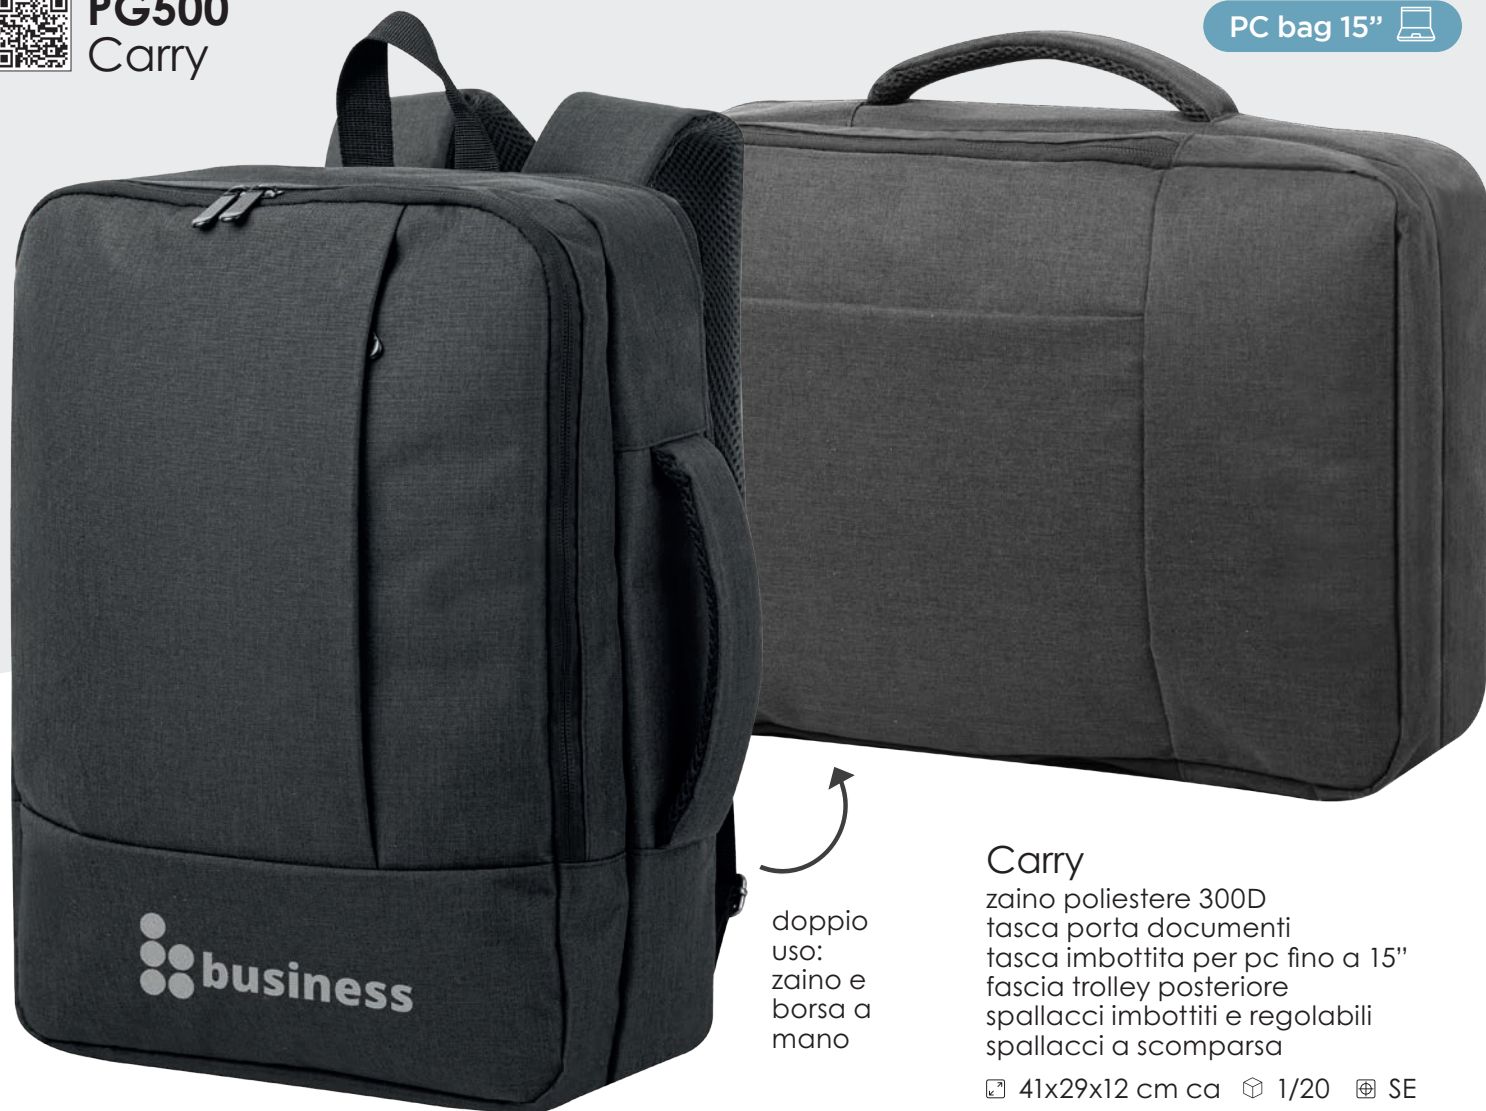 PG500
Carry
PC bag 15”
business
doppio
uso:
zaino e
borsa a
mano
Carry
zaino poliestere 300D
tasca porta documenti
tasca imbottita per pc fino a 15”
fascia trolley posteriore
spallacci imbottiti e regolabili
spallacci a scomparsa
41x29x12 cm ca 1/20 SE